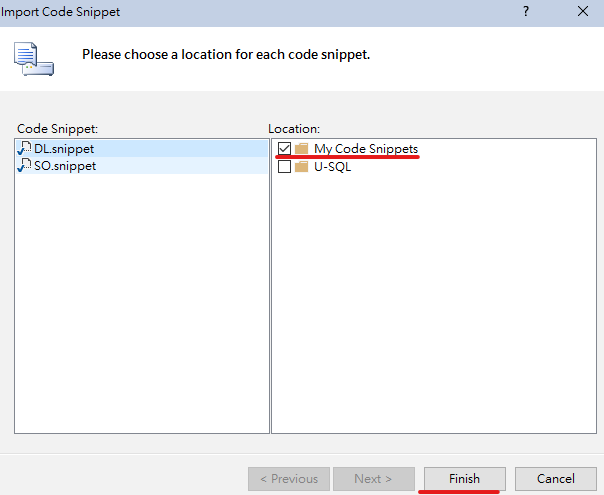 Import Code Snippet
?
Please choose a location for each code snippet.
Code Snippet:
Location:
DL.snippet
SO.snippet
My Code Snippets
U-SQL
< Previous
Next >
Finish
Cancel